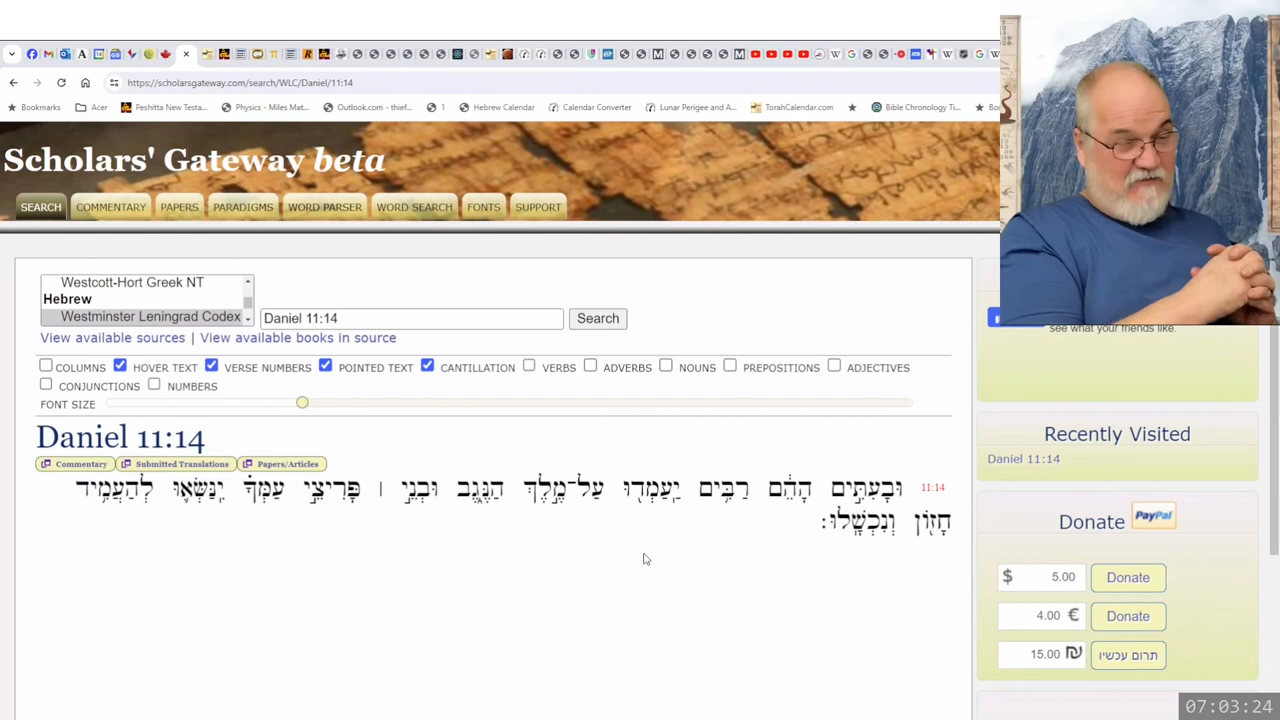 https://scholarsgateway.com/search/WLC/Daniel/11:14
Bookmarks Acer Peshitta New Testa... Physics - Miles Mat... Outlook.com - thief... 1 Hebrew Calendar Calendar Converter Lunar Perigee and A... TorahCalendar.com Bible Chronology Ti...
Scholars' Gateway beta
SEARCH COMMENTARY PAPERS PARADIGMS WORD PARSER WORD SEARCH FONTS SUPPORT
Westcott-Hort Greek NT
Hebrew
Westminster Leningrad Codex
Daniel 11:14
Search
View available sources | View available books in source
COLUMNS HOVER TEXT VERSE NUMBERS POINTED TEXT CANTILLATION VERBS ADVERBS NOUNS PREPOSITIONS ADJECTIVES
CONJUNCTIONS NUMBERS
FONT SIZE
Daniel 11:14
Commentary Submitted Translations Papers/Articles
11:14 וּבָעִתִּ֣ים הָהֵ֔ם רַבִּ֥ים יַֽעַמְד֖וּ עַל־מֶ֣לֶךְ הַנֶּ֑גֶב וּבְנֵ֣י ׀ פָּרִיצֵ֣י עַמְּךָ֗ יִֽנַּשְּׂא֛וּ לְהַעֲמִ֥יד
חָז֖וֹן וְנִכְשָֽׁלוּ׃
see what your friends like.
Recently Visited
Daniel 11:14
Donate PayPal
$ 5.00 Donate
4.00 € Donate
15.00 ₪ תרום עכשיו
07:03:24